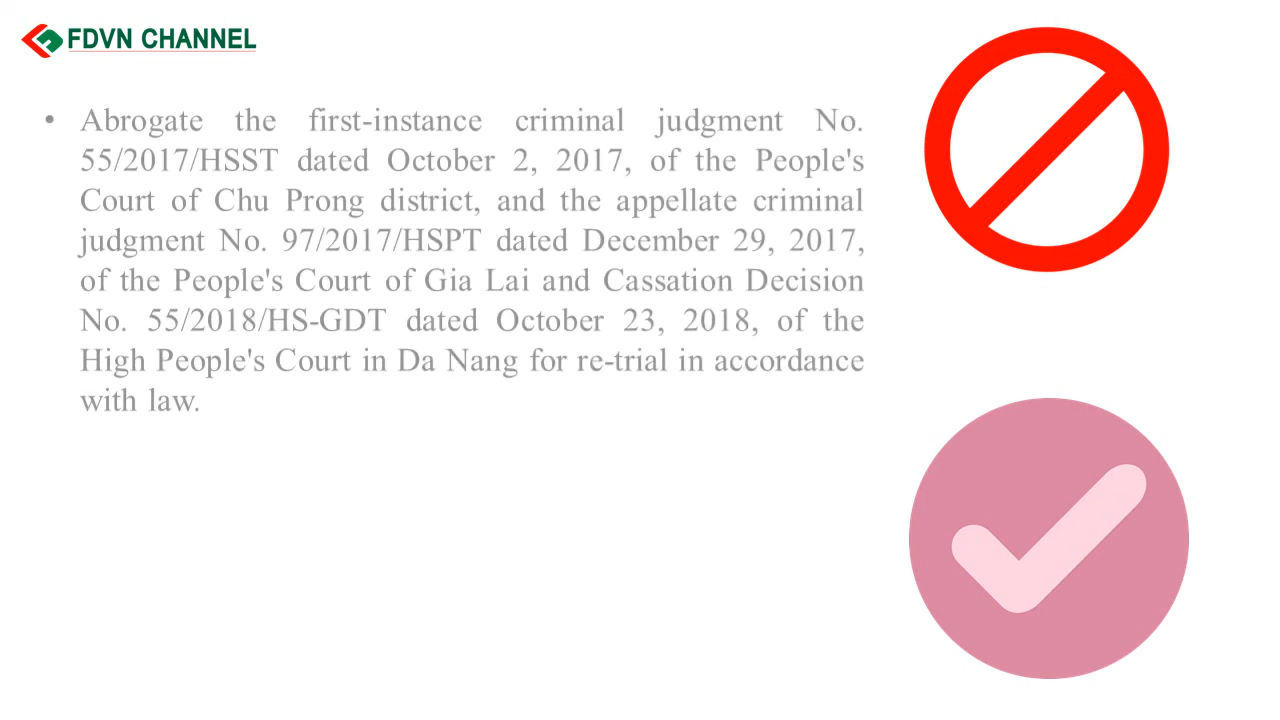 FDVN CHANNEL
• Abrogate the first-instance criminal judgment No.
55/2017/HSST dated October 2, 2017, of the People's
Court of Chu Prong district, and the appellate criminal
judgment No. 97/2017/HSPT dated December 29, 2017,
of the People's Court of Gia Lai and Cassation Decision
No. 55/2018/HS-GDT dated October 23, 2018, of the
High People's Court in Da Nang for re-trial in accordance
with law.